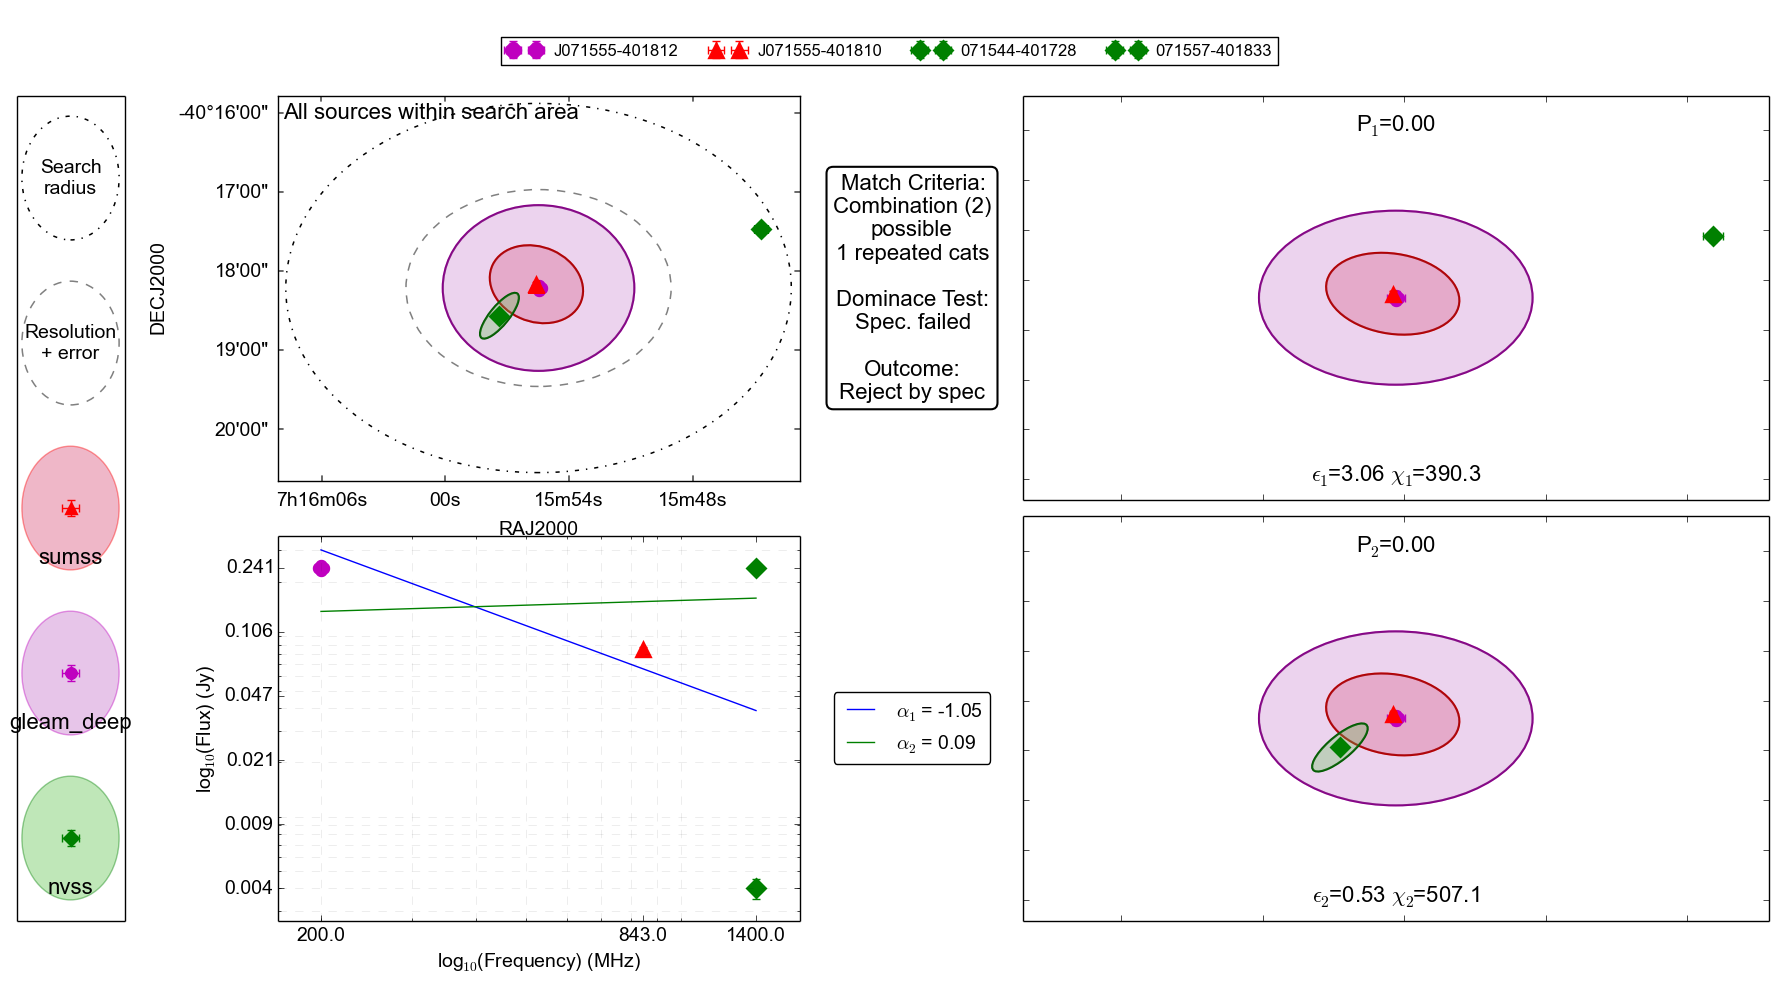 J071555-401812 J071555-401810 071544-401728 071557-401833
Search
radius
Resolution
+ error
sumss
gleam_deep
nvss
All sources within search area
-40°16'00"
17'00"
18'00"
19'00"
20'00"
DECJ2000
7h16m06s 00s 15m54s 15m48s
RAJ2000
Match Criteria:
Combination (2)
possible
1 repeated cats
Dominace Test:
Spec. failed
Outcome:
Reject by spec
P₁=0.00
ϵ₁=3.06 χ₁=390.3
0.241
0.106
0.047
0.021
0.009
0.004
log₁₀(Flux) (Jy)
200.0 843.0 1400.0
log₁₀(Frequency) (MHz)
α₁ = -1.05
α₂ = 0.09
P₂=0.00
ϵ₂=0.53 χ₂=507.1